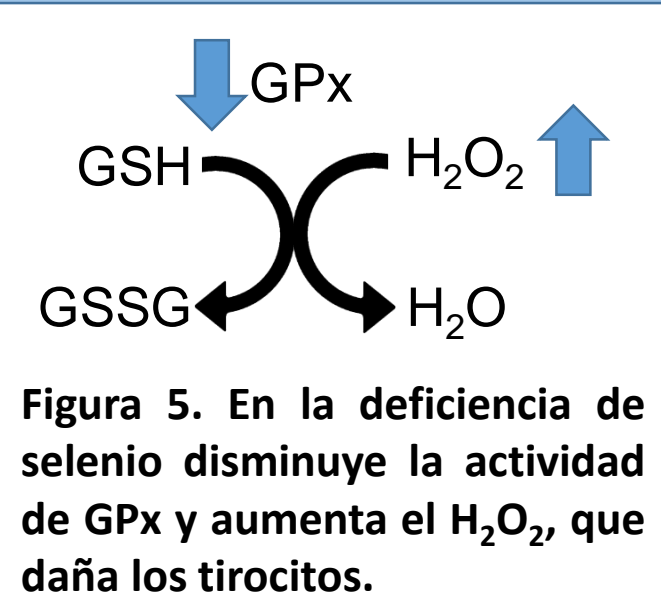 GPx
GSH H₂O₂
GSSG H₂O
Figura 5. En la deficiencia de
selenio disminuye la actividad
de GPx y aumenta el H₂O₂, que
daña los tirocitos.